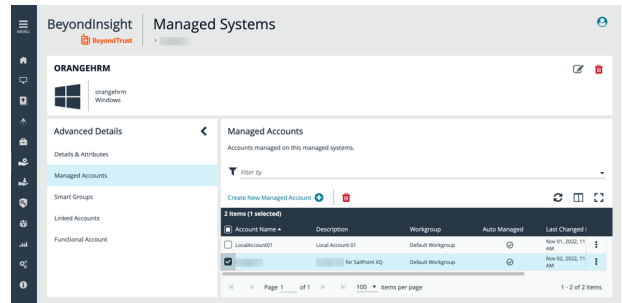 MENU
BeyondInsight
BeyondTrust
Managed Systems
ORANGEHRM
orangehrm
Windows
Advanced Details
Details & Attributes
Managed Accounts
Smart Groups
Linked Accounts
Functional Account
Managed Accounts
Accounts managed on this managed systems.
Filter by
Create New Managed Account
2 items (1 selected)
Account Name Description Workgroup Auto Managed Last Changed
LocalAccount01 Local Account 01 Default Workgroup Nov 01, 2022, 11
AM
for SailPoint IIQ Default Workgroup Nov 02, 2022, 11
AM
Page 1 of 1 100 items per page 1 - 2 of 2 items